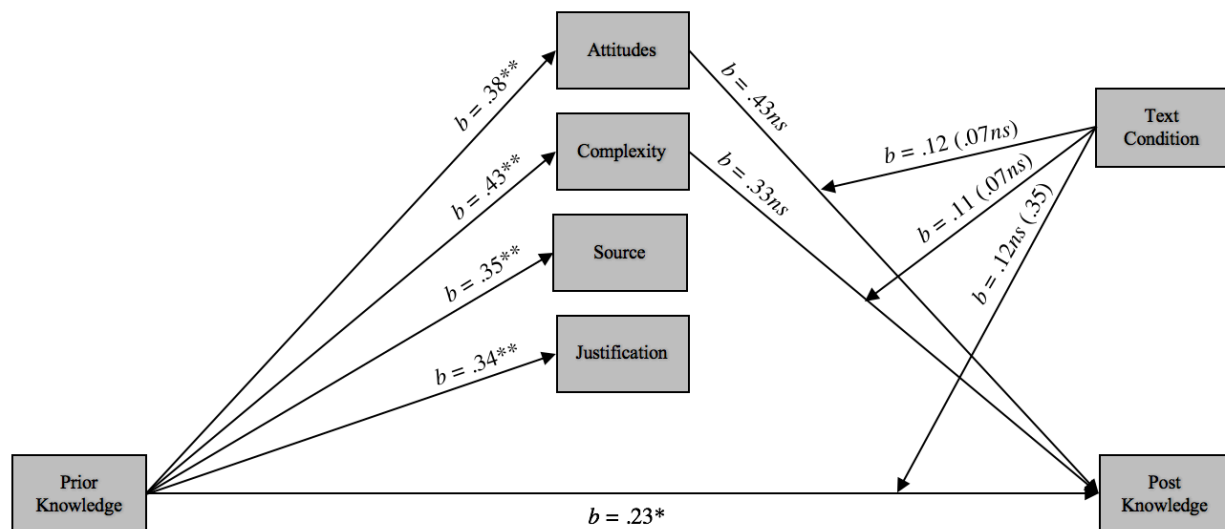 Attitudes
b = .38**
b = .43ns
Text
Condition
b = .12 (.07ns)
Complexity
b = .43**
b = .33ns
b = .11 (.07ns)
b = .12ns (.35)
Source
b = .35**
Justification
b = .34**
Prior
Knowledge
Post
Knowledge
b = .23*